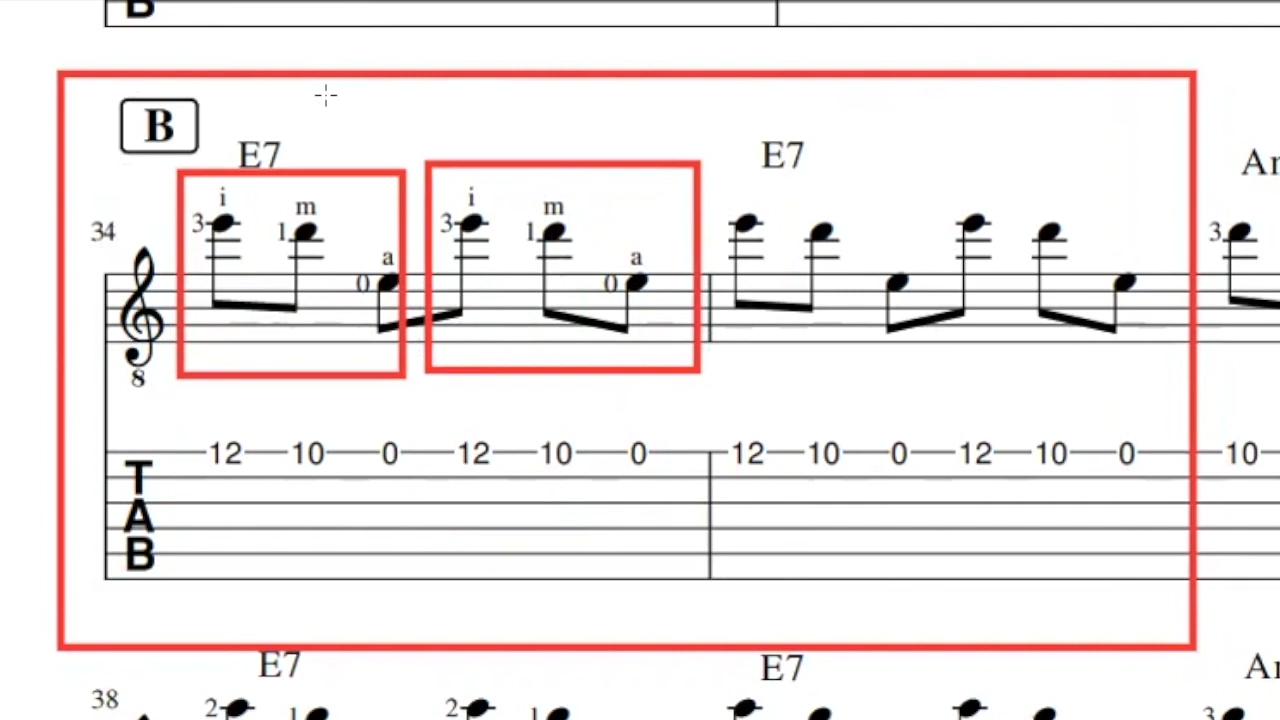 B
B
E7 E7 Ar
i m i m
3 1 a 3 1 a 3
34 0 0
8
12 10 0 12 10 0 12 10 0 12 10 0 10
T
A
B
E7 E7 Ar
38 2 1 2 1 3